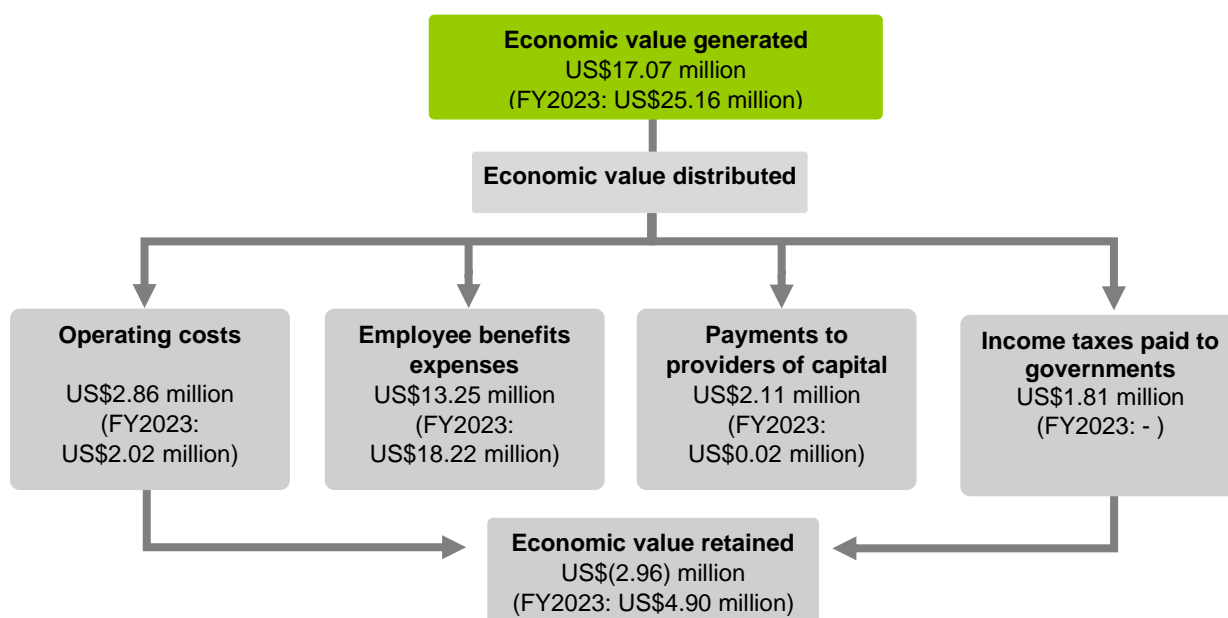 Economic value generated
US$17.07 million
(FY2023: US$25.16 million)
Economic value distributed
Operating costs
US$2.86 million
(FY2023:
US$2.02 million)
Employee benefits
expenses
US$13.25 million
(FY2023:
US$18.22 million)
Payments to
providers of capital
US$2.11 million
(FY2023:
US$0.02 million)
Income taxes paid to
governments
US$1.81 million
(FY2023: - )
Economic value retained
US$(2.96) million
(FY2023: US$4.90 million)